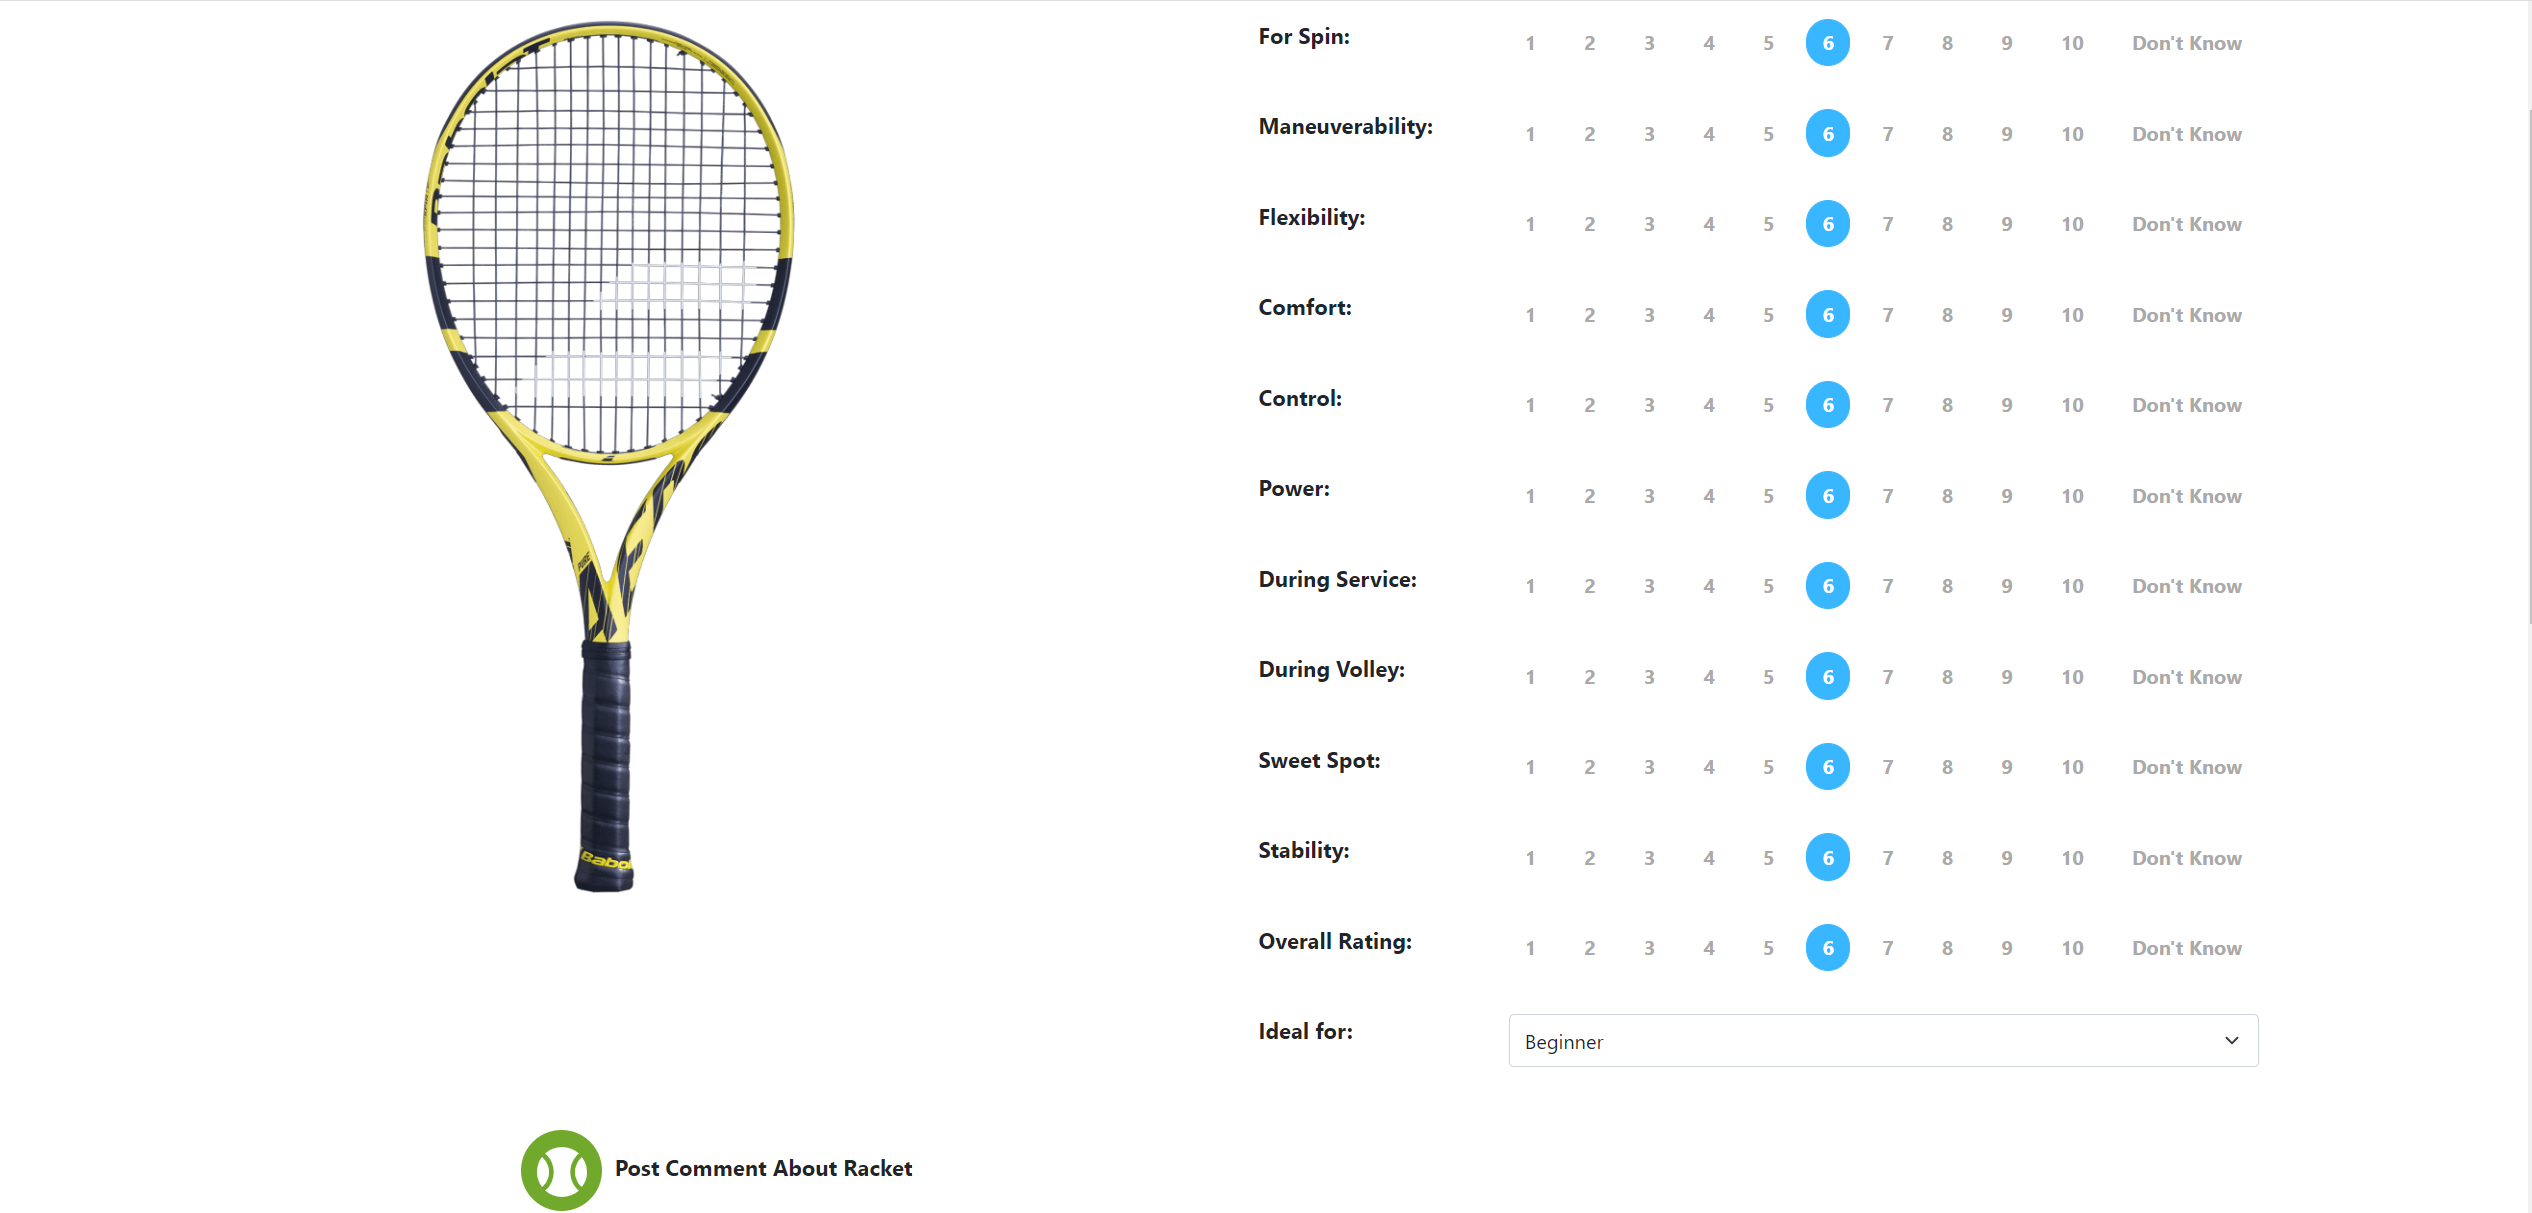 For Spin: 1 2 3 4 5 6 7 8 9 10 Don't Know
Maneuverability: 1 2 3 4 5 6 7 8 9 10 Don't Know
Flexibility: 1 2 3 4 5 6 7 8 9 10 Don't Know
Comfort: 1 2 3 4 5 6 7 8 9 10 Don't Know
Control: 1 2 3 4 5 6 7 8 9 10 Don't Know
Power: 1 2 3 4 5 6 7 8 9 10 Don't Know
PURE
During Service: 1 2 3 4 5 6 7 8 9 10 Don't Know
During Volley: 1 2 3 4 5 6 7 8 9 10 Don't Know
Sweet Spot: 1 2 3 4 5 6 7 8 9 10 Don't Know
Stability: 1 2 3 4 5 6 7 8 9 10 Don't Know
Babol
Overall Rating: 1 2 3 4 5 6 7 8 9 10 Don't Know
Ideal for: Beginner
Post Comment About Racket